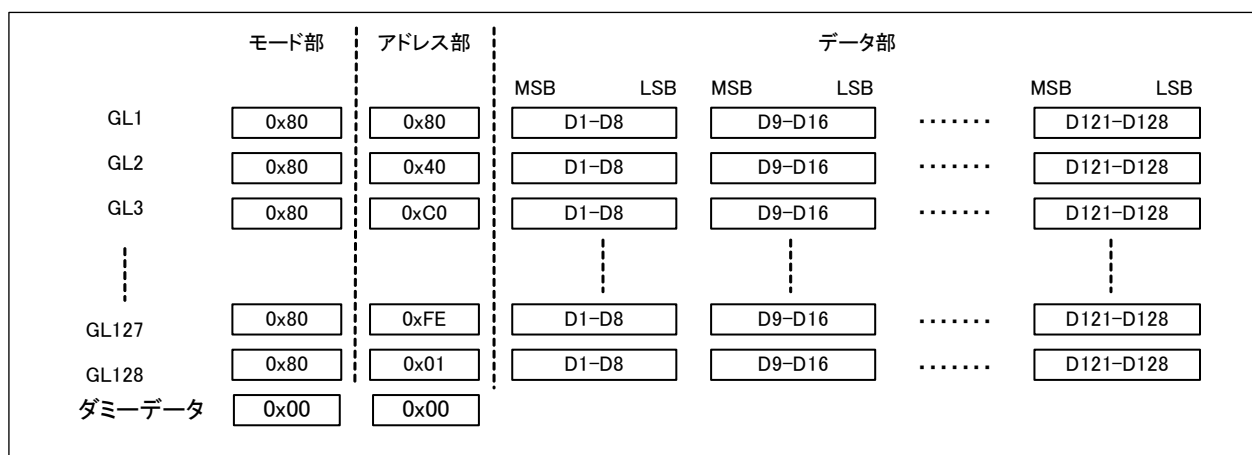 モード部 アドレス部 データ部
MSB LSB MSB LSB MSB LSB
GL1 0x80 0x80 D1-D8 D9-D16 ······· D121-D128
GL2 0x80 0x40 D1-D8 D9-D16 ······· D121-D128
GL3 0x80 0xC0 D1-D8 D9-D16 ······· D121-D128
GL127 0x80 0xFE D1-D8 D9-D16 ······· D121-D128
GL128 0x80 0x01 D1-D8 D9-D16 ······· D121-D128
ダミーデータ 0x00 0x00